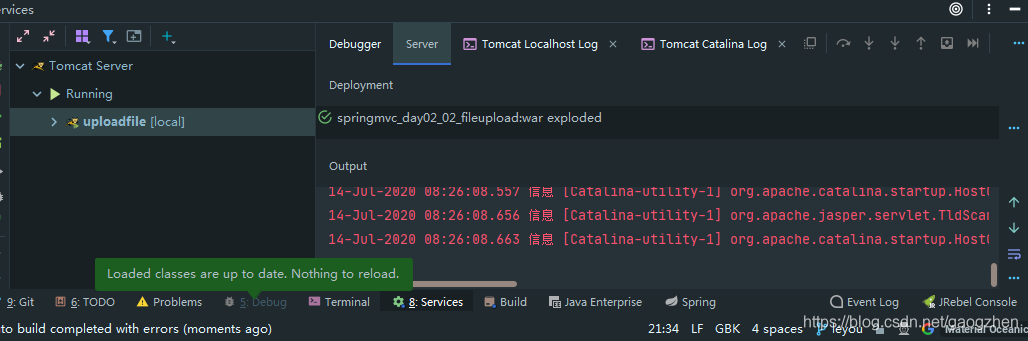 ervices
Debugger
Server
Tomcat Localhost Log
Tomcat Catalina Log
Tomcat Server
Running
uploadfile [local]
Deployment
springmvc_day02_02_fileupload:war exploded
Output
14-Jul-2020 08:26:08.557 信息 [Catalina-utility-1] org.apache.catalina.startup.Host
14-Jul-2020 08:26:08.656 信息 [Catalina-utility-1] org.apache.jasper.servlet.TldScan
14-Jul-2020 08:26:08.663 信息 [Catalina-utility-1] org.apache.catalina.startup.Host
Loaded classes are up to date. Nothing to reload.
9: Git
6: TODO
Problems
5: Debug
Terminal
8: Services
Build
Java Enterprise
Spring
Event Log
JRebel Console
to build completed with errors (moments ago)
21:34 LF GBK 4 spaces leyou Material Oceanic
https://blog.csdn.net/gaogzhen